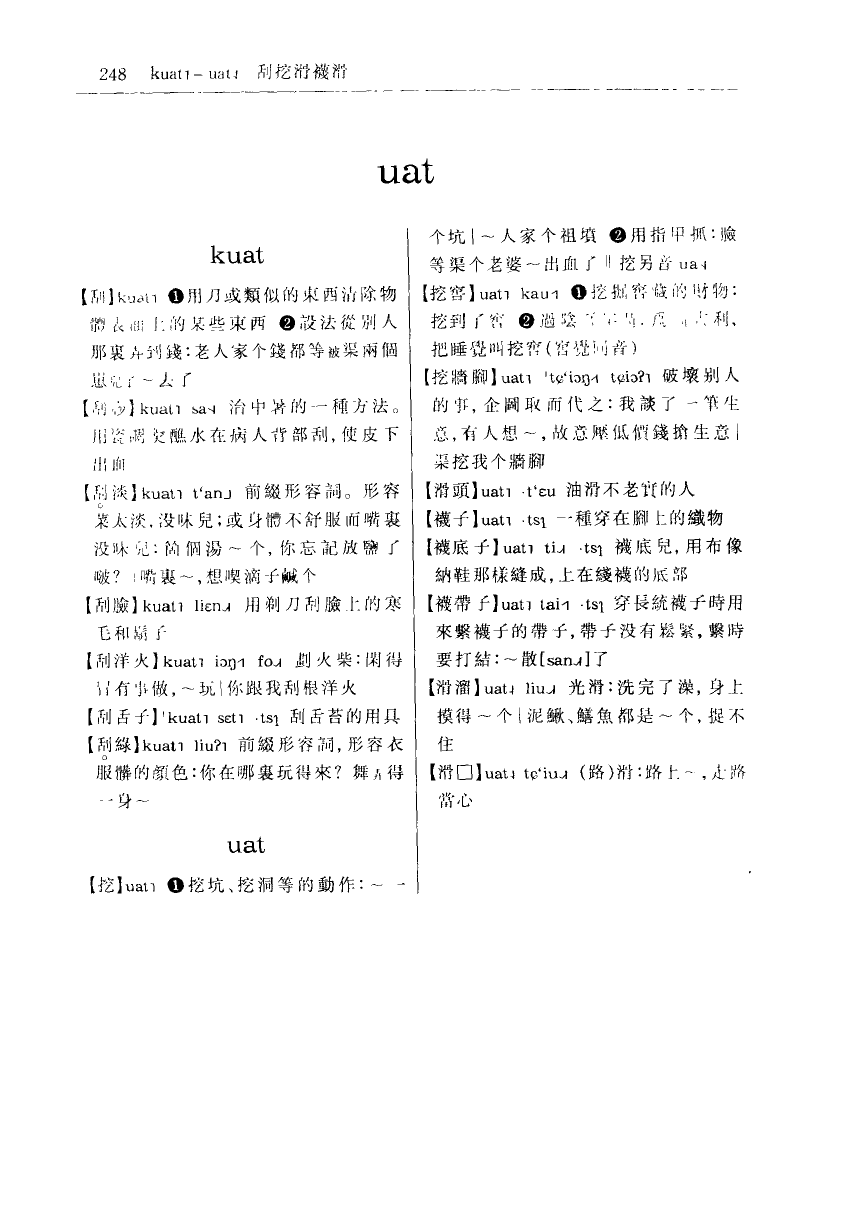 248 kuat˥ – uat˨ 刮挖滑襪滑
uat
kuat
【刮】kuat˥ ❶用刀或類似的東西清除物
體表面上的某些東西 ❷設法從別人
那裏弄到錢：老人家个錢都等被渠兩個
崽兒了～去了
【刮痧】kuat˥ sa˧ 治中暑的一種方法。
用瓷調羹蘸水在病人背部刮，使皮下
出血
【刮淡】kuat˥ t‘an˩ 前綴形容詞。形容
菜太淡，没味兒；或身體不舒服而嘴裏
没味兒：箇個湯～个，你忘記放鹽了
啵？｜嘴裏～，想喫滴子鹹个
【刮臉】kuat˥ liɛn˩˧ 用剃刀刮臉上的寒
毛和鬍子
【刮洋火】kuat˥ iɔŋ˧˥ fo˩˧ 劃火柴：閑得
有事做，～玩｜你跟我刮根洋火
【刮舌子】ˈkuat˥ sɛt˥ ·tsɿ 刮舌苔的用具
【刮綠】kuat˥ liuʔ˥ 前綴形容詞，形容衣
服髒的顔色：你在哪裏玩得來？舞得
一身～
uat
【挖】uat˥ ❶挖坑、挖洞等的動作：～一
个坑｜～人家个祖墳 ❷用指甲抓：臉
等渠个老婆～出血了‖挖另音 ua˧
【挖窖】uat˥ kau˧˥ ❶挖掘窖藏的財物：
挖到了窖 ❷過陰 利、
把睡覺叫挖窖（窖覺同音）
【挖牆腳】uat˥ ˈtɕ‘iɔŋ˧˥ tɕiɔʔ˥ 破壞别人
的事，企圖取而代之：我談了一筆生
意，有人想～，故意壓低價錢搶生意｜
渠挖我个牆腳
【滑頭】uat˥ ·t‘ɛu 油滑不老實的人
【襪子】uat˥ ·tsɿ 一種穿在腳上的織物
【襪底子】uat˥ ti˩˧ ·tsɿ 襪底兒，用布像
納鞋那樣縫成，上在綫襪的底部
【襪帶子】uat˥ tai˧˥ ·tsɿ 穿長統襪子時用
來繫襪子的帶子，帶子没有鬆緊，繫時
要打結：～散[san˩˧]了
【滑溜】uat˨ liu˩˧ 光滑：洗完了澡，身上
摸得～个｜泥鰍、鱔魚都是～个，捉不
住
【滑□】uat˨ tɕ‘iu˩˧ (路)滑：路上～，走路
當心